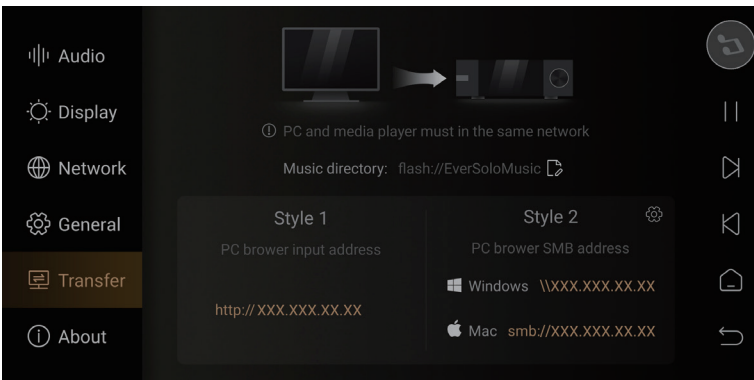 Audio
Display
Network
General
Transfer
About
PC and media player must in the same network
Music directory: flash://EverSoloMusic
Style 1
PC brower input address
http://XXX.XXX.XX.XX
Style 2
PC brower SMB address
Windows \\XXX.XXX.XX.XX
Mac smb://XXX.XXX.XX.XX